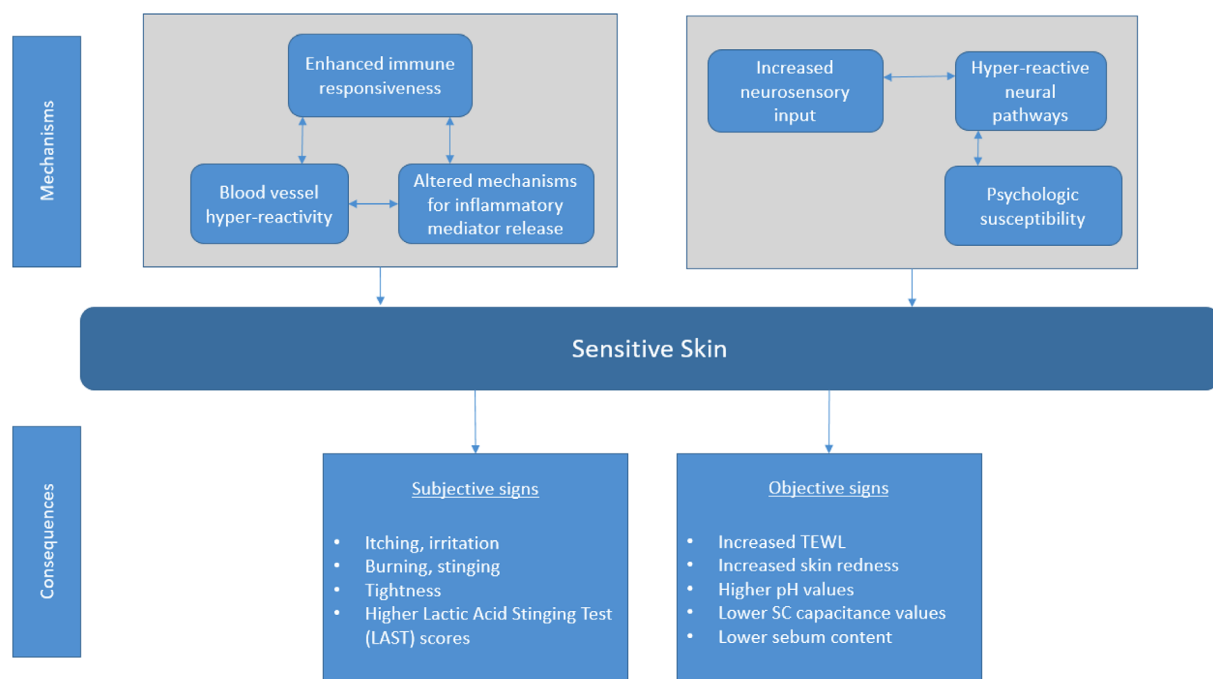 Mechanisms
Enhanced immune
responsiveness
Blood vessel
hyper-reactivity
Altered mechanisms
for inflammatory
mediator release
Increased
neurosensory
input
Hyper-reactive
neural
pathways
Psychologic
susceptibility
Sensitive Skin
Consequences
Subjective signs
• Itching, irritation
• Burning, stinging
• Tightness
• Higher Lactic Acid Stinging Test
(LAST) scores
Objective signs
• Increased TEWL
• Increased skin redness
• Higher pH values
• Lower SC capacitance values
• Lower sebum content